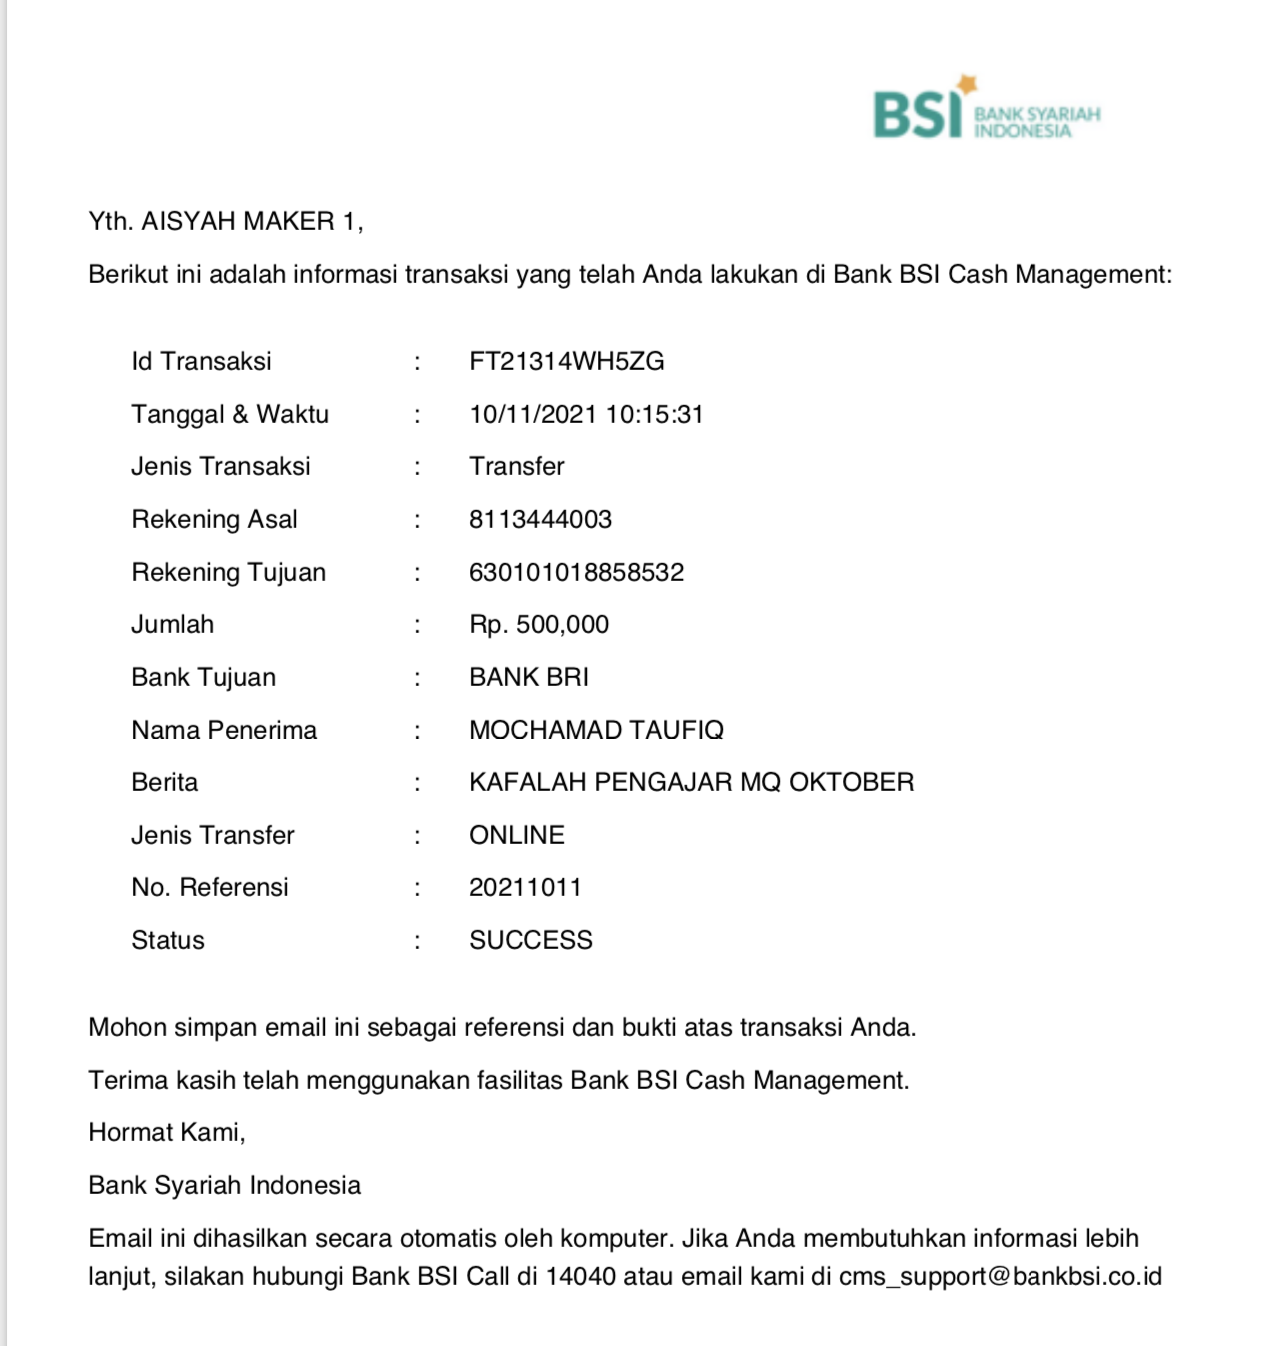 BSI BANK SYARIAH
INDONESIA
Yth. AISYAH MAKER 1,
Berikut ini adalah informasi transaksi yang telah Anda lakukan di Bank BSI Cash Management:
Id Transaksi : FT21314WH5ZG
Tanggal & Waktu : 10/11/2021 10:15:31
Jenis Transaksi : Transfer
Rekening Asal : 8113444003
Rekening Tujuan : 630101018858532
Jumlah : Rp. 500,000
Bank Tujuan : BANK BRI
Nama Penerima : MOCHAMAD TAUFIQ
Berita : KAFALAH PENGAJAR MQ OKTOBER
Jenis Transfer : ONLINE
No. Referensi : 20211011
Status : SUCCESS
Mohon simpan email ini sebagai referensi dan bukti atas transaksi Anda.
Terima kasih telah menggunakan fasilitas Bank BSI Cash Management.
Hormat Kami,
Bank Syariah Indonesia
Email ini dihasilkan secara otomatis oleh komputer. Jika Anda membutuhkan informasi lebih
lanjut, silakan hubungi Bank BSI Call di 14040 atau email kami di cms_support@bankbsi.co.id